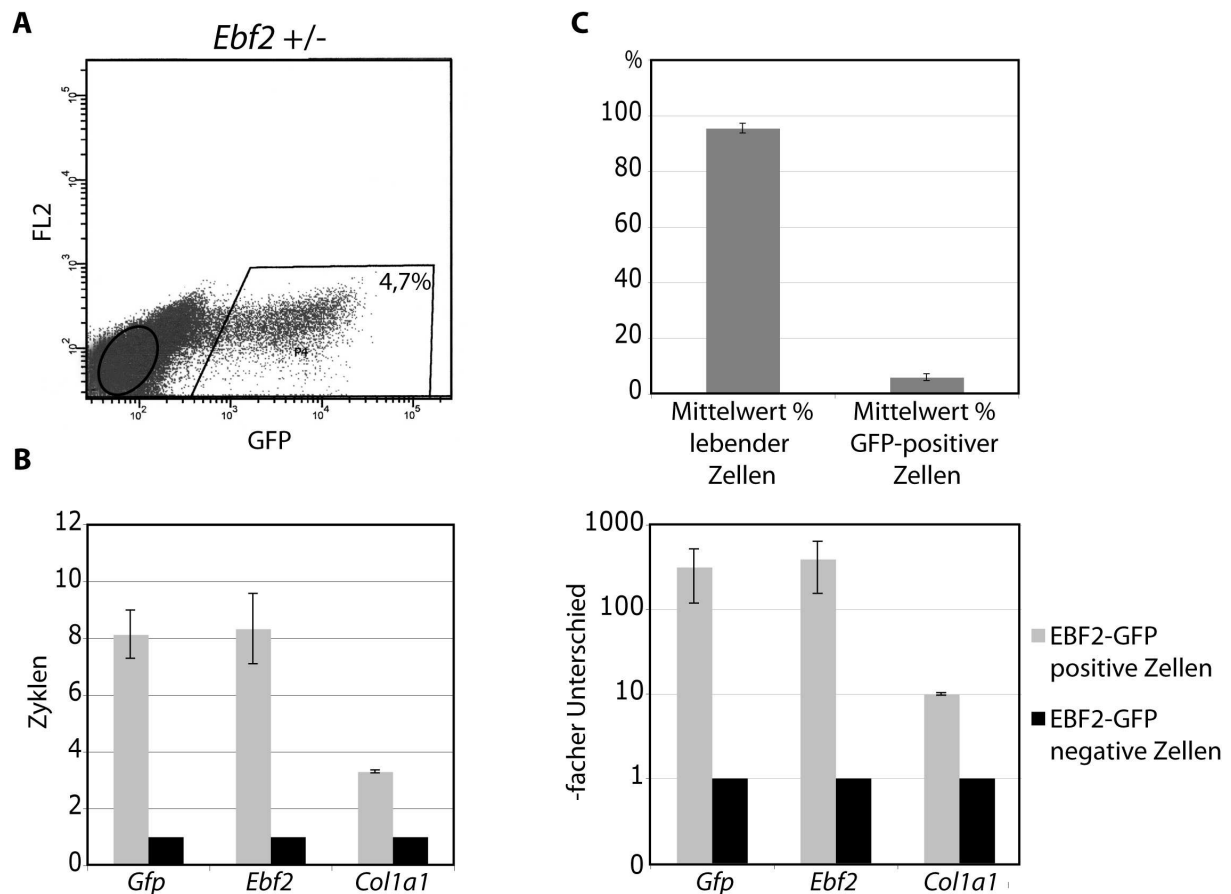 A
Ebf2 +/-
FL2
10^5
10^4
10^3
10^2
4,7%
P4
10^2
10^3
10^4
10^5
GFP
%
100
80
60
40
20
0
Mittelwert %
lebender
Zellen
Mittelwert %
GFP-positiver
Zellen
C
B
Zyklen
12
10
8
6
4
2
0
Gfp
Ebf2
Col1a1
-facher Unterschied
1000
100
10
1
0
Gfp
Ebf2
Col1a1
EBF2-GFP
positive Zellen
EBF2-GFP
negative Zellen